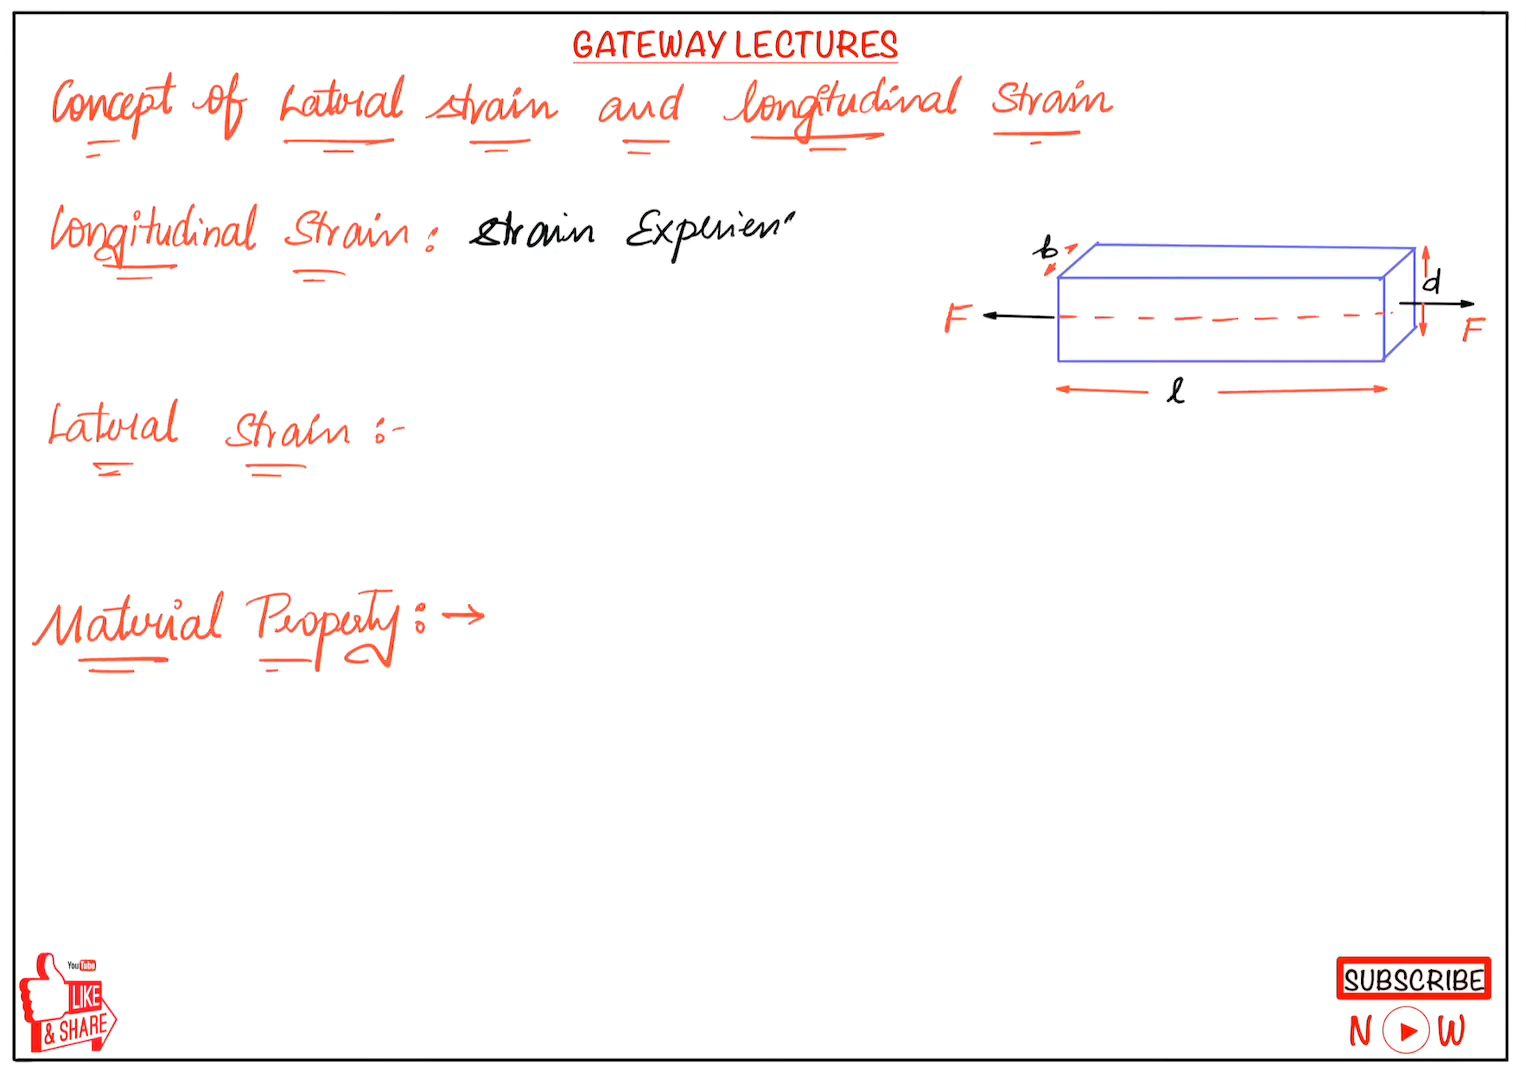 GATEWAY LECTURES
Concept of Lateral strain and longitudinal Strain
Longitudinal Strain : Strain Experien
b
d
F
F
l
Lateral Strain :-
Material Property : →
YouTube
LIKE
& SHARE
SUBSCRIBE
NOW